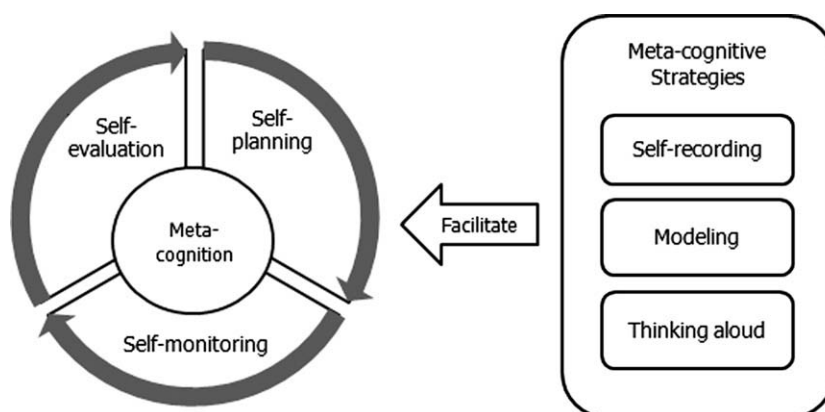 Self-
evaluation
Self-
planning
Meta-
cognition
Self-monitoring
Facilitate
Meta-cognitive
Strategies
Self-recording
Modeling
Thinking aloud